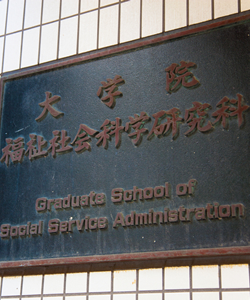 大学院
福祉社会科学研究科
Graduate School of
Social Service Administration